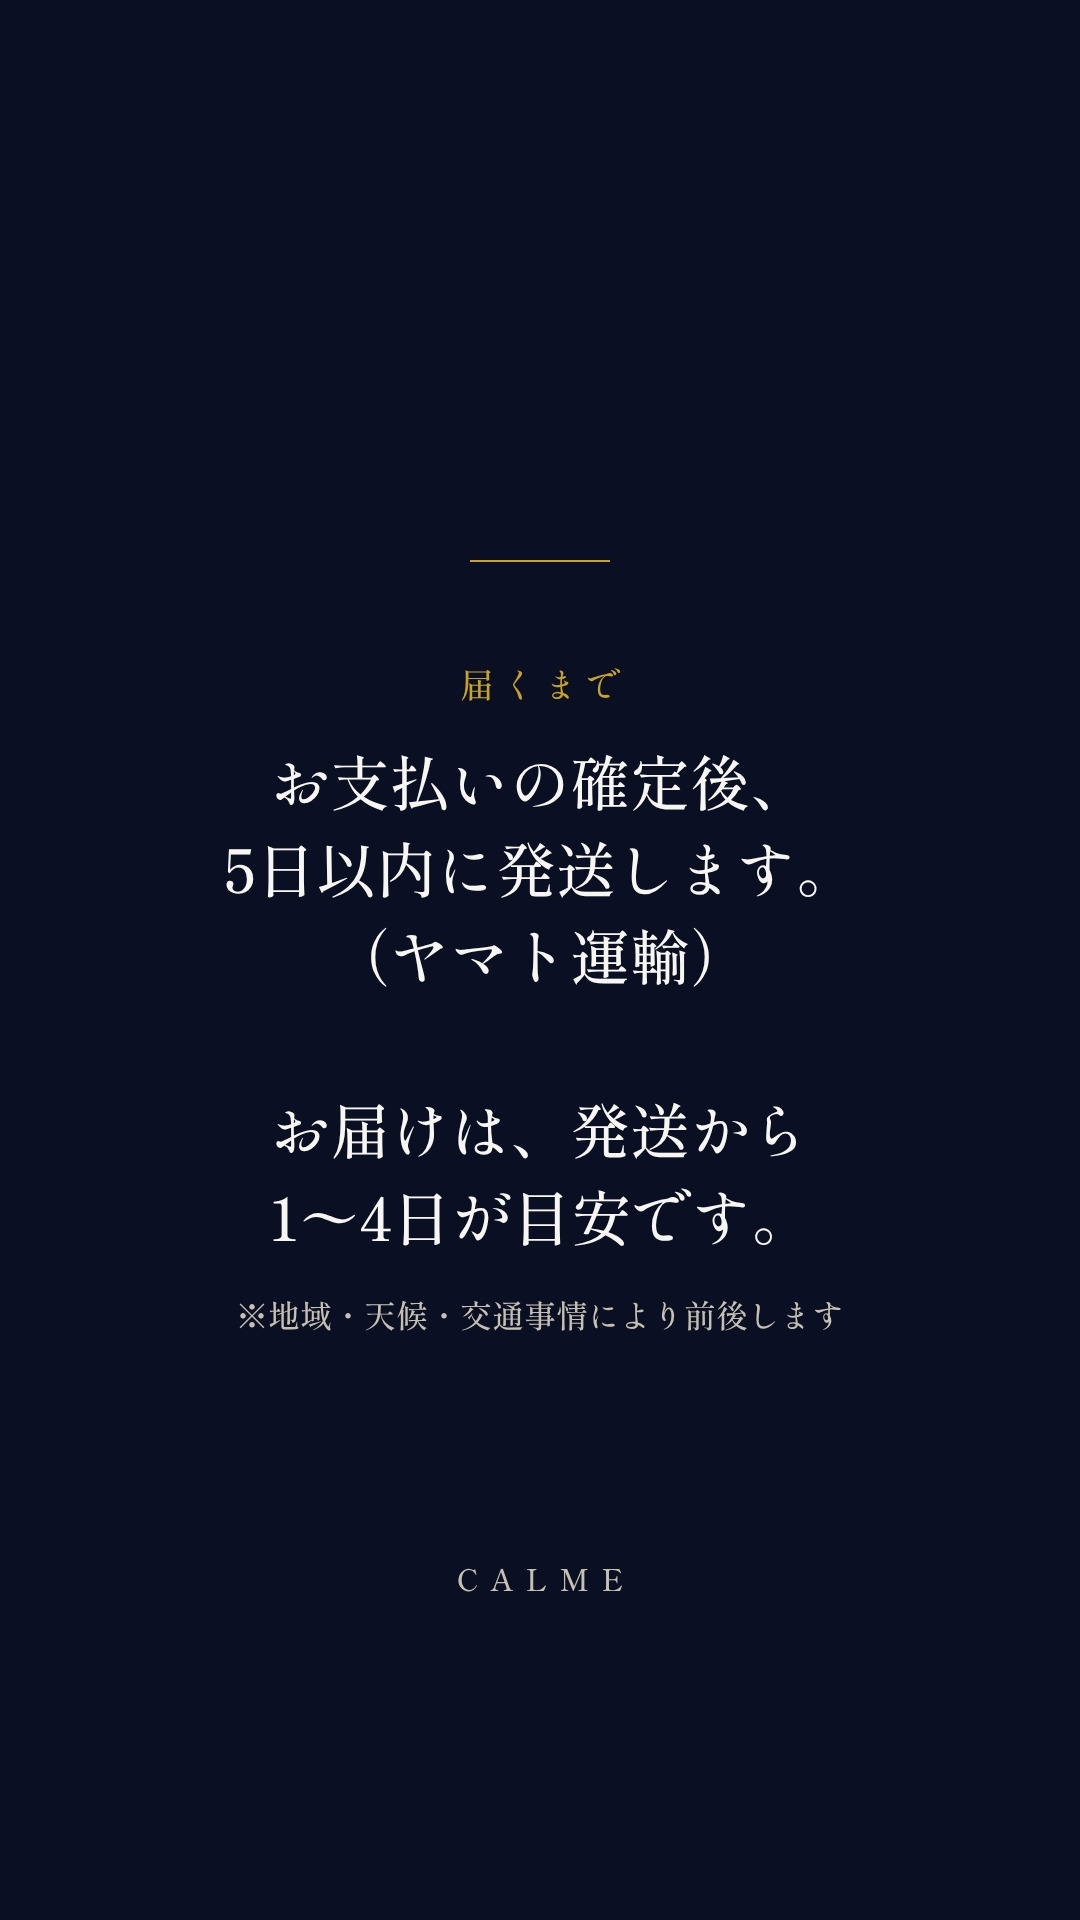 届くまで
お支払いの確定後、
5日以内に発送します。
（ヤマト運輸）
お届けは、発送から
1〜4日が目安です。
※地域・天候・交通事情により前後します
CALME